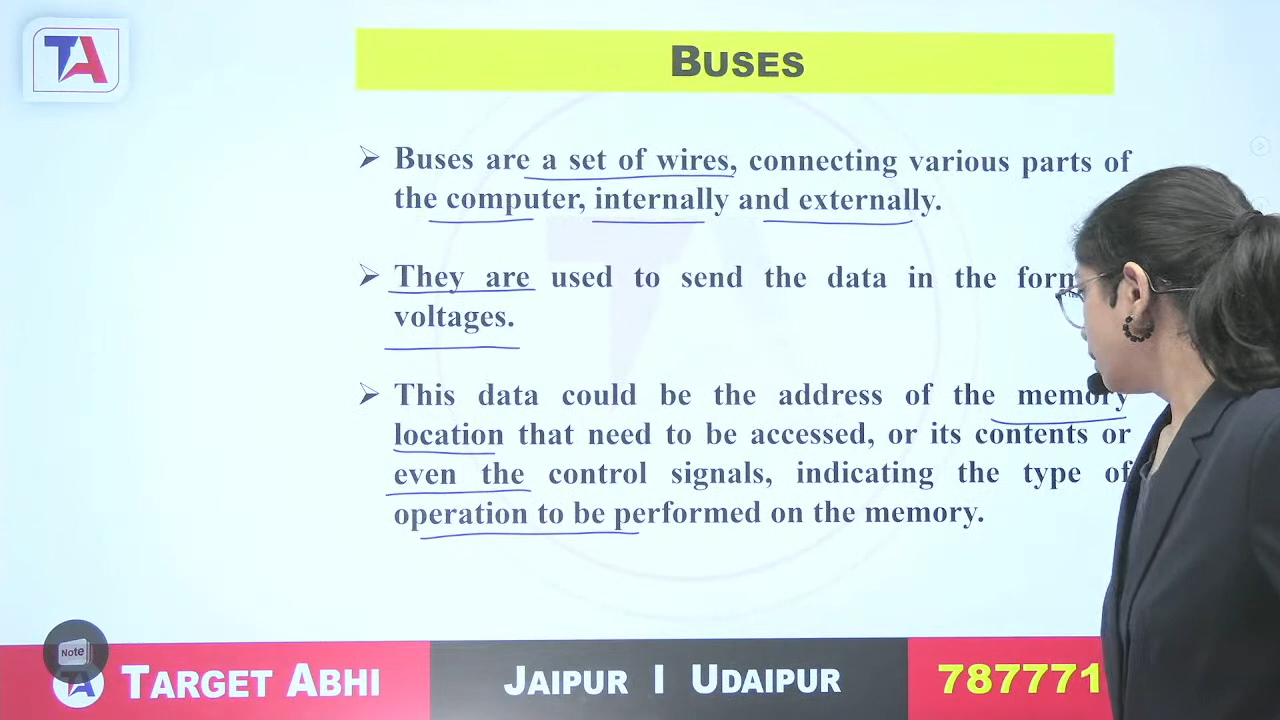 TA
BUSES
➢ Buses are a set of wires, connecting various parts of
the computer, internally and externally.
➢ They are used to send the data in the form
voltages.
➢ This data could be the address of the memory
location that need to be accessed, or its contents or
even the control signals, indicating the type of
operation to be performed on the memory.
Note
TA TARGET ABHI
JAIPUR | UDAIPUR
787771